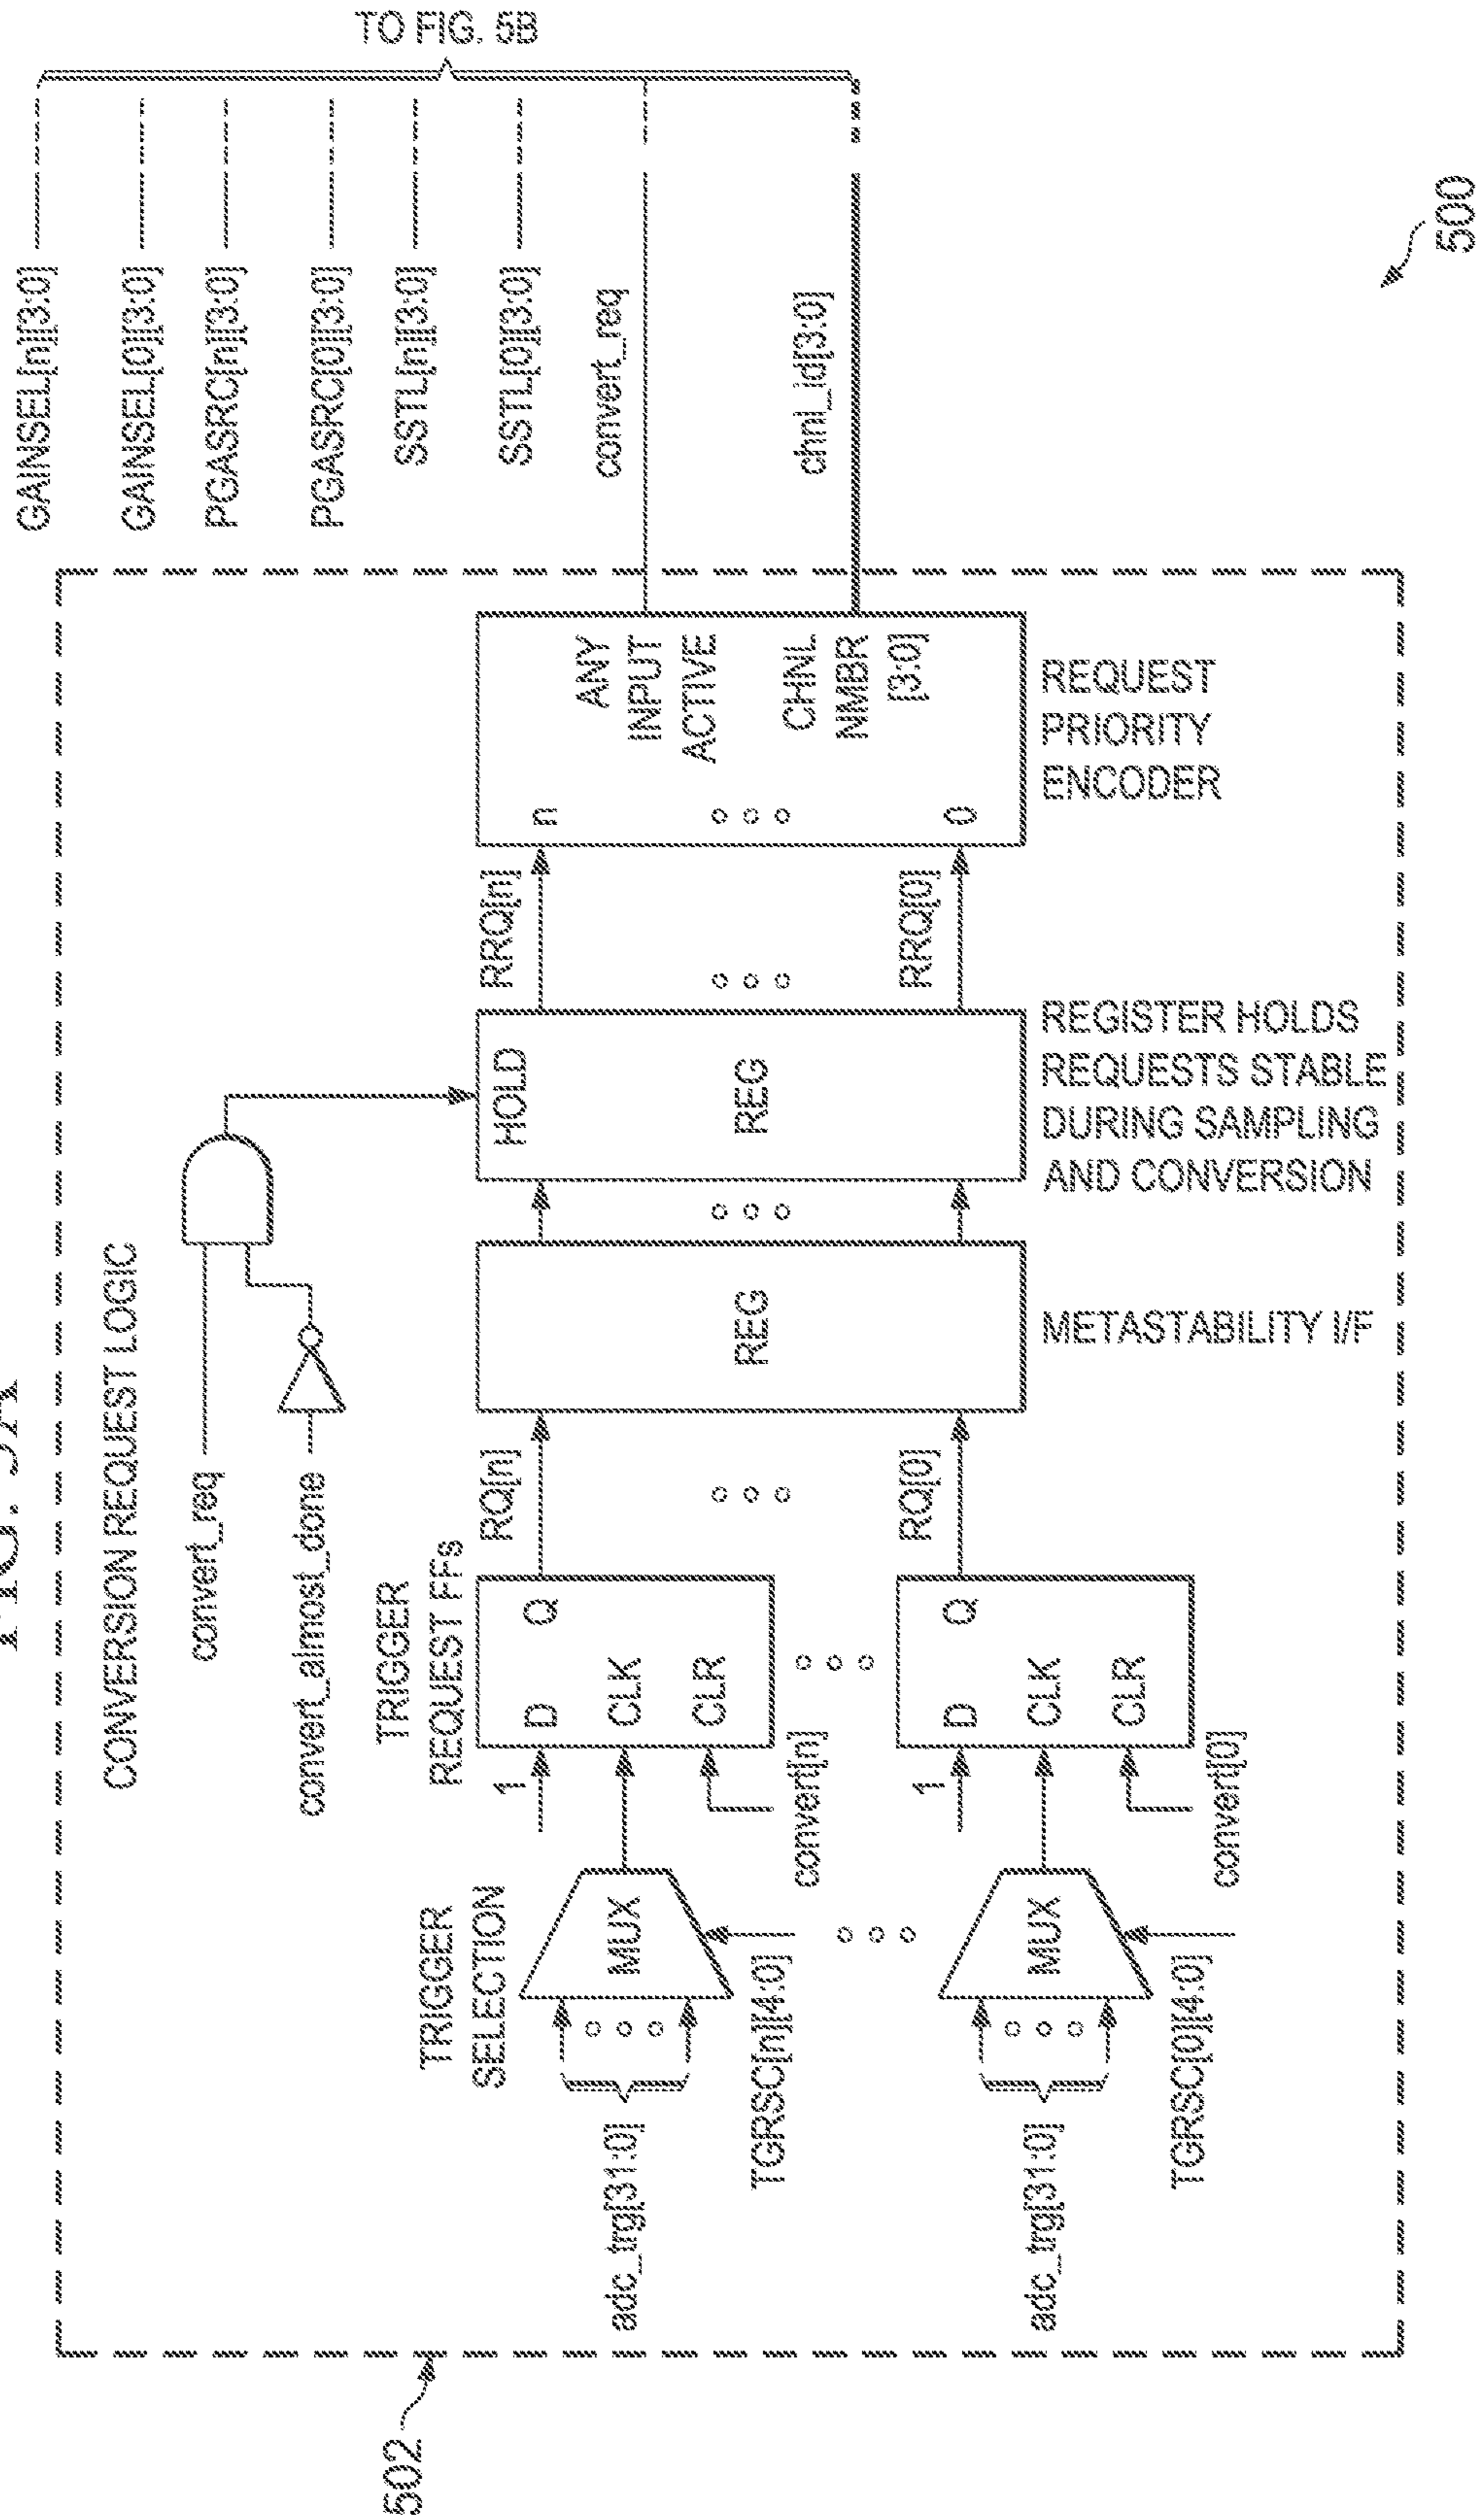 FIG. 5A
502
CONVERSION REQUEST LOGIC
convert_req
convert_almost_done
TRIGGER
SELECTION
adc_trg[31:0]
MUX
TGRSC[n][4:0]
adc_trg[31:0]
MUX
TGRSC[0][4:0]
TRIGGER
REQUEST FFs
1
D Q
CLK
CLR
convert[n]
1
D Q
CLK
CLR
convert[0]
RQ[n]
RQ[0]
REG
METASTABILITY I/F
HOLD
REG
REGISTER HOLDS
REQUESTS STABLE
DURING SAMPLING
AND CONVERSION
RRQ[n]
RRQ[0]
n
0
ANY
INPUT
ACTIVE
CHNL
NMBR
[3:0]
REQUEST
PRIORITY
ENCODER
GAINSEL[n][3:0]
GAINSEL[0][3:0]
PGASRC[n][3:0]
PGASRC[0][3:0]
SSTL[n][3:0]
SSTL[0][3:0]
convert_req
chnl_id[3:0]
TO FIG. 5B
500